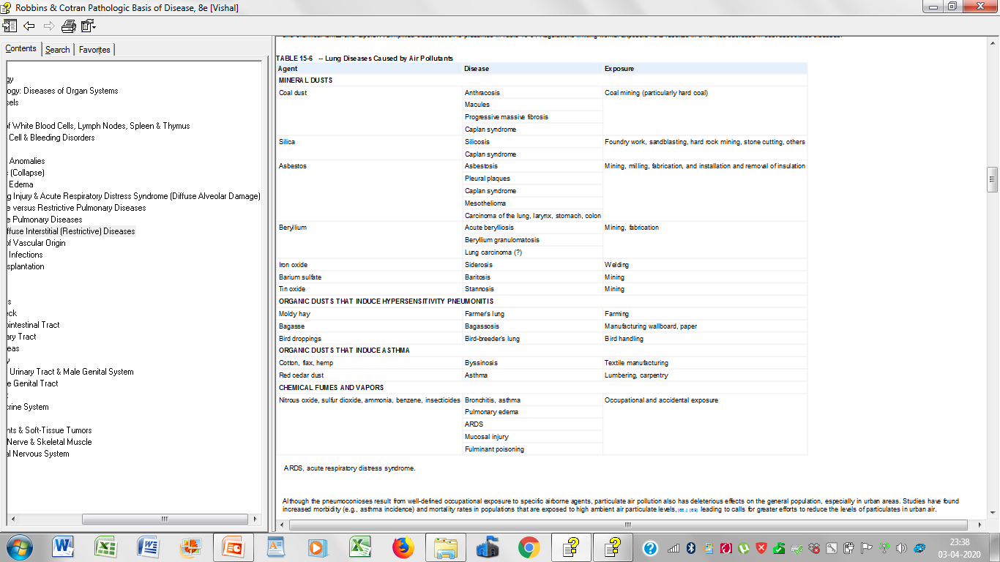 Robbins & Cotran Pathologic Basis of Disease, 8e [Vishal]
Contents Search Favorites
gy
ogy: Diseases of Organ Systems
sels
of White Blood Cells, Lymph Nodes, Spleen & Thymus
Cell & Bleeding Disorders
Anomalies
(Collapse)
Edema
g Injury & Acute Respiratory Distress Syndrome (Diffuse Alveolar Damage)
e versus Restrictive Pulmonary Diseases
e Pulmonary Diseases
ffuse Interstitial (Restrictive) Diseases
of Vascular Origin
Infections
splantation
s
ck
ointestinal Tract
ary Tract
eas
y
Urinary Tract & Male Genital System
e Genital Tract
t
crine System
nts & Soft-Tissue Tumors
Nerve & Skeletal Muscle
al Nervous System
TABLE 15-6 -- Lung Diseases Caused by Air Pollutants
Agent Disease Exposure
MINERAL DUSTS
Coal dust Anthracosis Coal mining (particularly hard coal)
Macules
Progressive massive fibrosis
Caplan syndrome
Silica Silicosis Foundry work, sandblasting, hard rock mining, stone cutting, others
Caplan syndrome
Asbestos Asbestosis Mining, milling, fabrication, and installation and removal of insulation
Pleural plaques
Caplan syndrome
Mesothelioma
Carcinoma of the lung, larynx, stomach, colon
Beryllium Acute berylliosis Mining, fabrication
Beryllium granulomatosis
Lung carcinoma (?)
Iron oxide Siderosis Welding
Barium sulfate Baritosis Mining
Tin oxide Stannosis Mining
ORGANIC DUSTS THAT INDUCE HYPERSENSITIVITY PNEUMONITIS
Moldy hay Farmer's lung Farming
Bagasse Bagassosis Manufacturing wallboard, paper
Bird droppings Bird-breeder's lung Bird handling
ORGANIC DUSTS THAT INDUCE ASTHMA
Cotton, flax, hemp Byssinosis Textile manufacturing
Red cedar dust Asthma Lumbering, carpentry
CHEMICAL FUMES AND VAPORS
Nitrous oxide, sulfur dioxide, ammonia, benzene, insecticides Bronchitis, asthma Occupational and accidental exposure
Pulmonary edema
ARDS
Mucosal injury
Fulminant poisoning
ARDS, acute respiratory distress syndrome.
Although the pneumoconioses result from well-defined occupational exposure to specific airborne agents, particulate air pollution also has deleterious effects on the general population, especially in urban areas. Studies have found
increased morbidity (e.g., asthma incidence) and mortality rates in populations that are exposed to high ambient air particulate levels, [68,] [69] leading to calls for greater efforts to reduce the levels of particulates in urban air.
23:38
03-04-2020